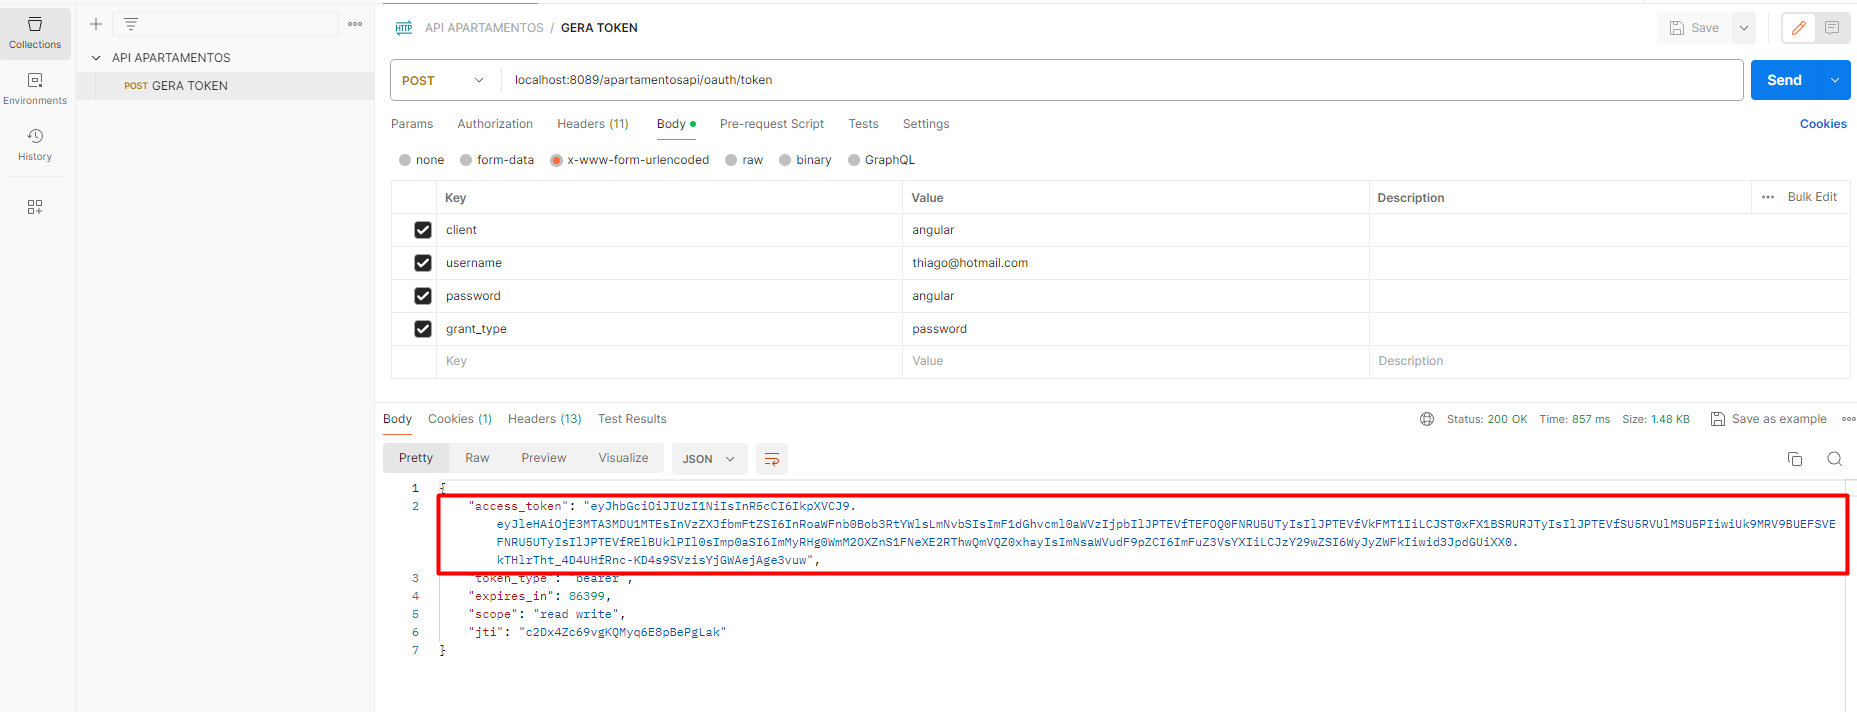 API APARTAMENTOS / GERA TOKEN
Save
Collections
API APARTAMENTOS
POST GERA TOKEN
Environments
History
POST
localhost:8089/apartamentosapi/oauth/token
Send
Params Authorization Headers (11) Body Pre-request Script Tests Settings
Cookies
none form-data x-www-form-urlencoded raw binary GraphQL
Key Value Description
Bulk Edit
client angular
username thiago@hotmail.com
password angular
grant_type password
Key Value Description
Body Cookies (1) Headers (13) Test Results
Status: 200 OK Time: 857 ms Size: 1.48 KB Save as example
Pretty Raw Preview Visualize JSON
1 {
2 "access_token": "eyJhbGciOiJIUzI1NiIsInR5cCI6IkpXVCJ9.
3 "token_type": "bearer",
4 "expires_in": 86399,
5 "scope": "read write",
6 "jti": "c2Dx4Zc69vgKQMyq6E8pBePgLak"
7 }